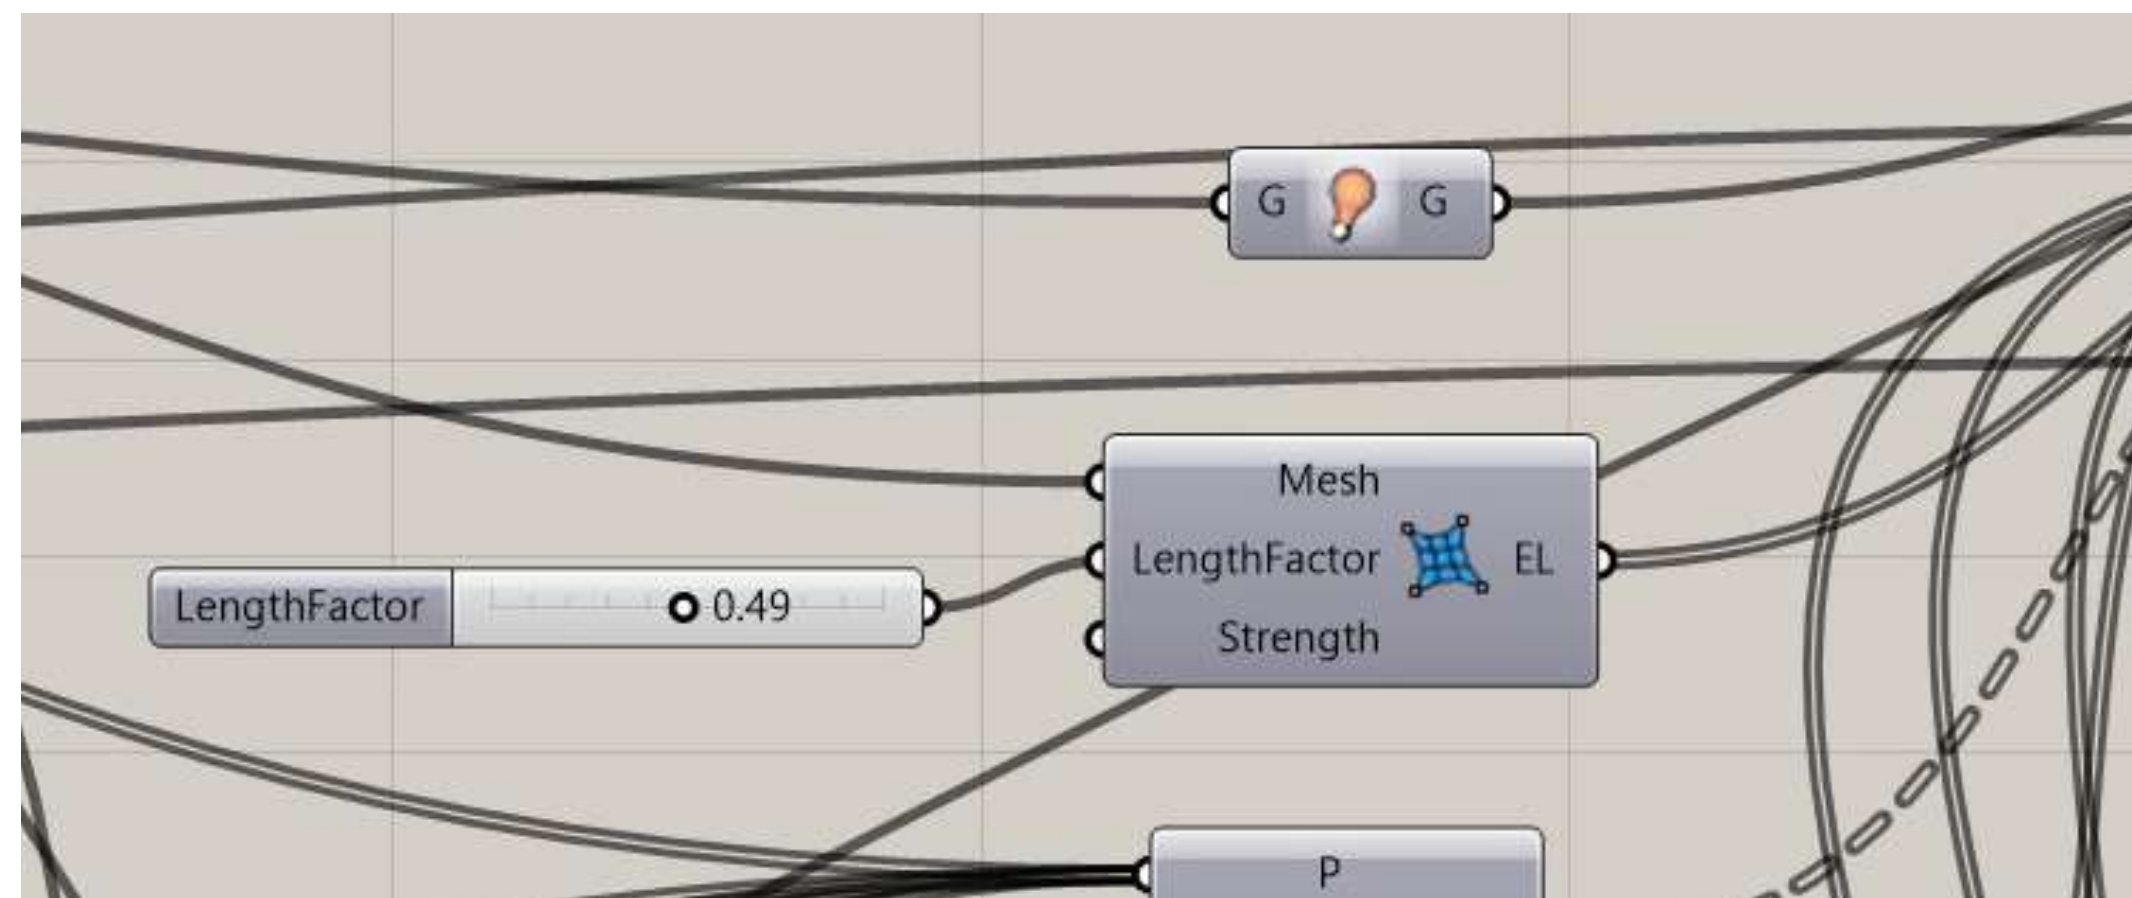 G G
Mesh
LengthFactor EL
LengthFactor 0.49
Strength
P